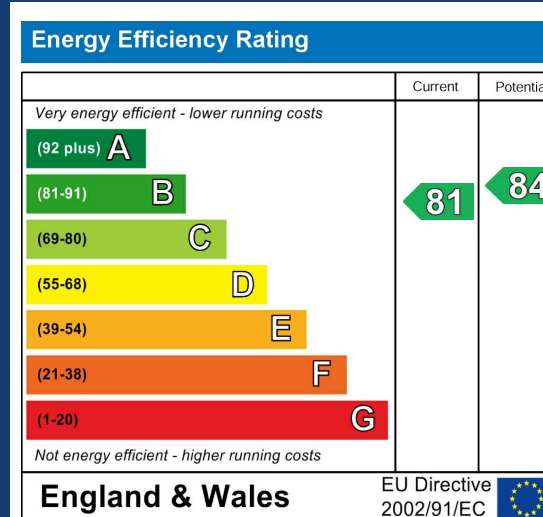 Energy Efficiency Rating
Current Potentia
Very energy efficient - lower running costs
(92 plus) A
(81-91) B
81 84
(69-80) C
(55-68) D
(39-54) E
(21-38) F
(1-20) G
Not energy efficient - higher running costs
England & Wales
EU Directive
2002/91/EC